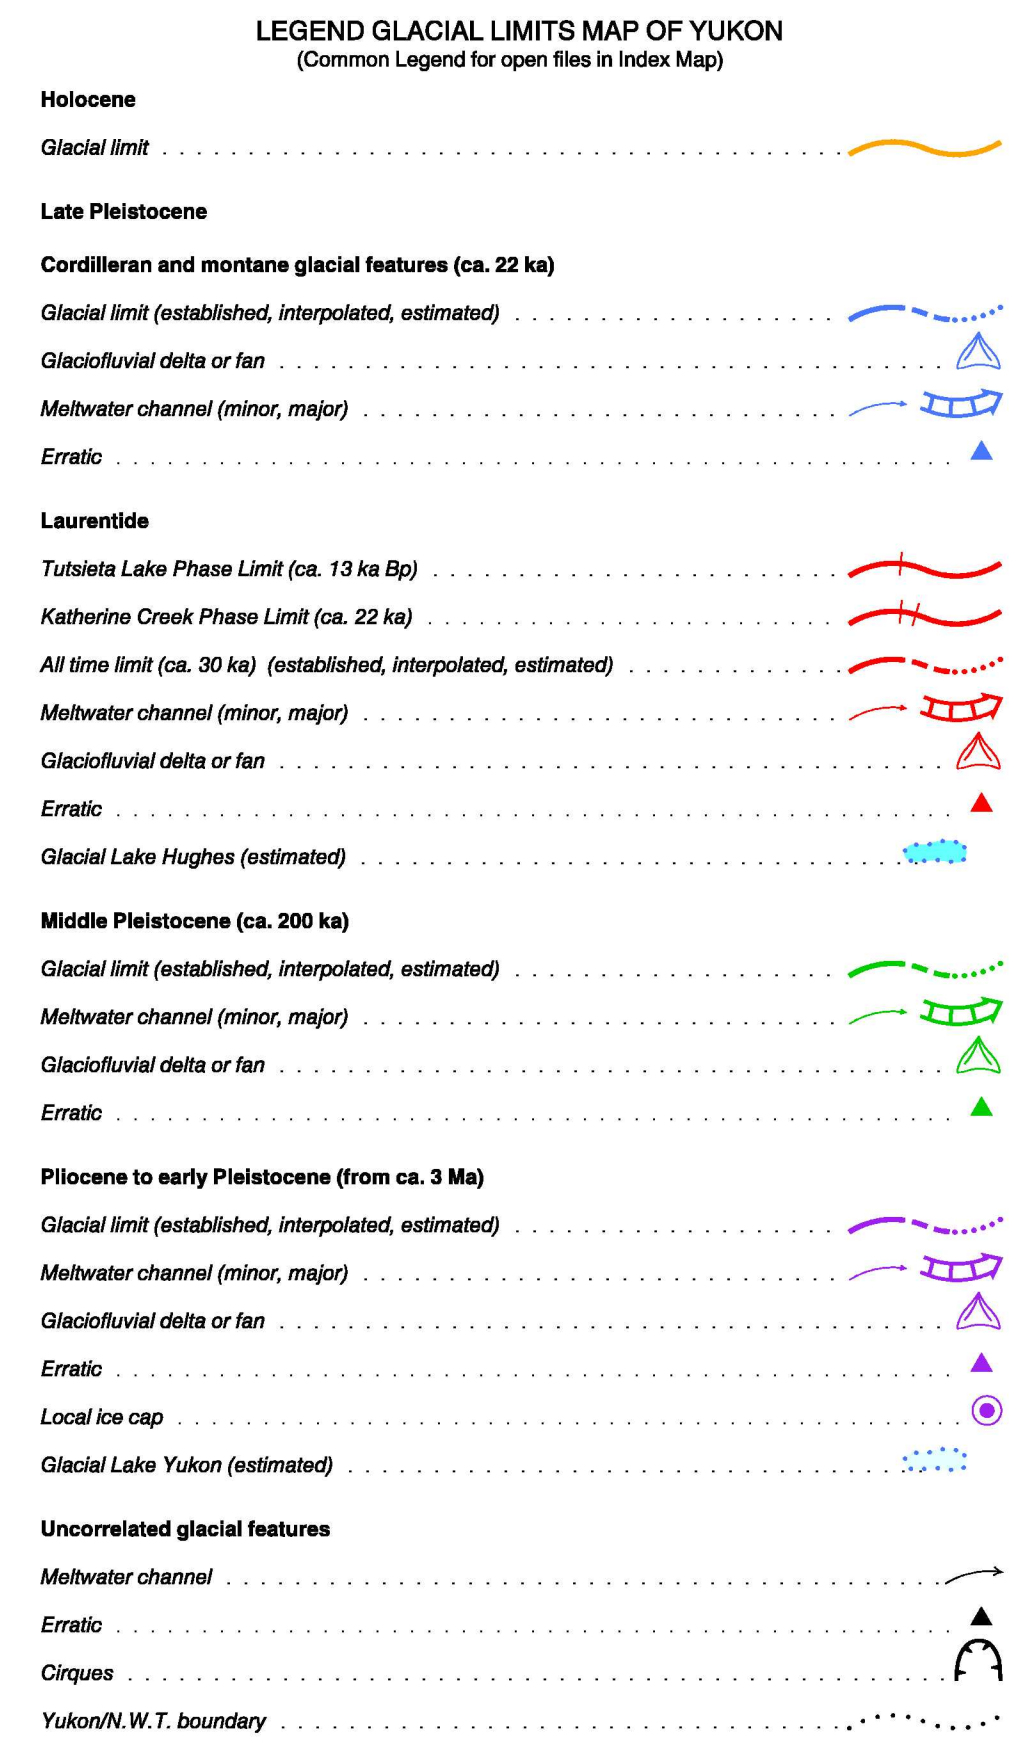 LEGEND GLACIAL LIMITS MAP OF YUKON
(Common Legend for open files in Index Map)
Holocene
Glacial limit
Late Pleistocene
Cordilleran and montane glacial features (ca. 22 ka)
Glacial limit (established, interpolated, estimated)
Glaciofluvial delta or fan
Meltwater channel (minor, major)
Erratic
Laurentide
Tutsieta Lake Phase Limit (ca. 13 ka Bp)
Katherine Creek Phase Limit (ca. 22 ka)
All time limit (ca. 30 ka) (established, interpolated, estimated)
Meltwater channel (minor, major)
Glaciofluvial delta or fan
Erratic
Glacial Lake Hughes (estimated)
Middle Pleistocene (ca. 200 ka)
Glacial limit (established, interpolated, estimated)
Meltwater channel (minor, major)
Glaciofluvial delta or fan
Erratic
Pliocene to early Pleistocene (from ca. 3 Ma)
Glacial limit (established, interpolated, estimated)
Meltwater channel (minor, major)
Glaciofluvial delta or fan
Erratic
Local ice cap
Glacial Lake Yukon (estimated)
Uncorrelated glacial features
Meltwater channel
Erratic
Cirques
Yukon/N.W.T. boundary